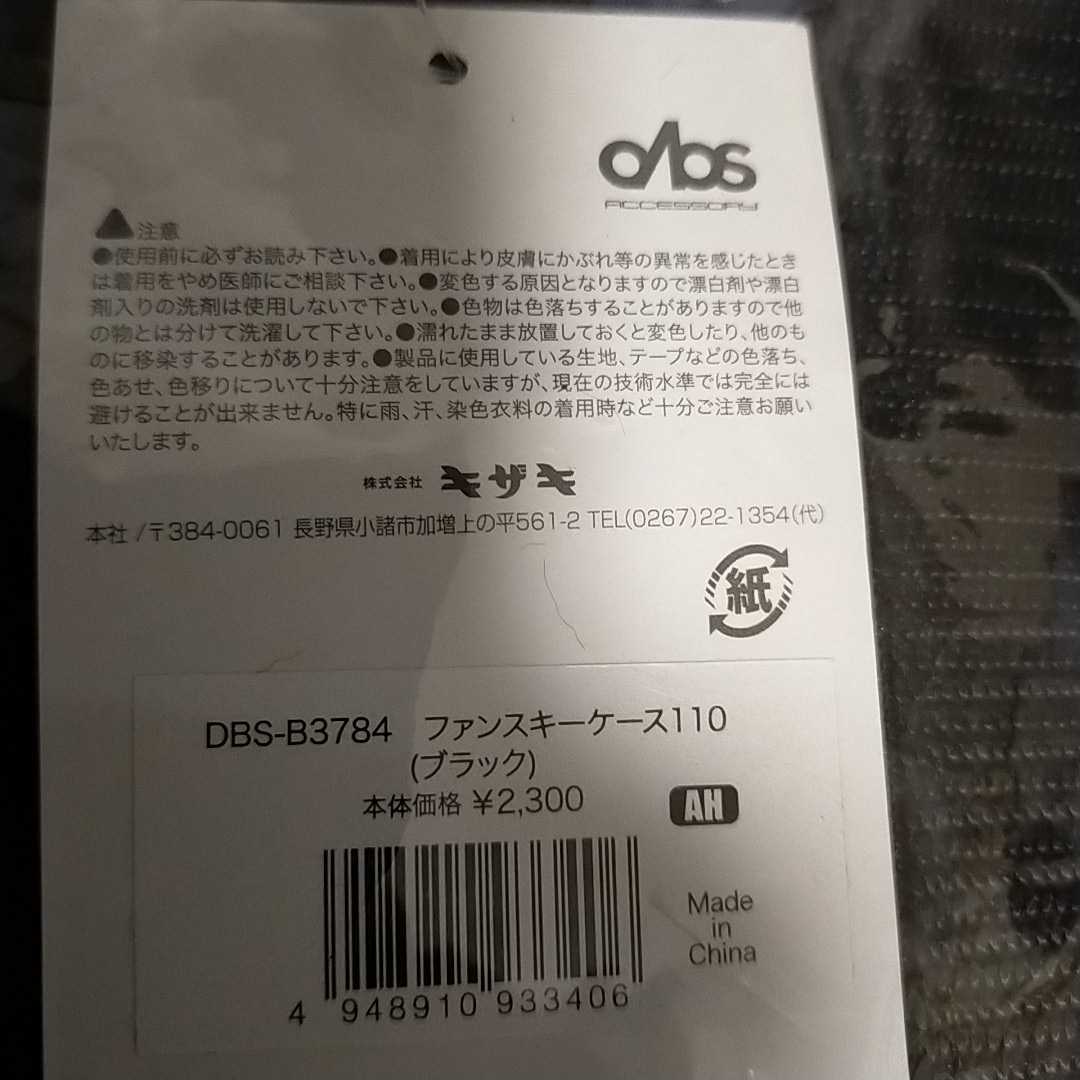 dbs
ACCESSORY
注意
●使用前に必ずお読み下さい。●着用により皮膚にかぶれ等の異常を感じたとき
は着用をやめ医師にご相談下さい。●変色する原因となりますので漂白剤や漂白
剤入りの洗剤は使用しないで下さい。●色物は色落ちすることがありますので他
の物とは分けて洗濯して下さい。●濡れたまま放置しておくと変色したり、他のも
のに移染することがあります。●製品に使用している生地、テープなどの色落ち、
色あせ、色移りについて十分注意をしていますが、現在の技術水準では完全には
避けることが出来ません。特に雨、汗、染色衣料の着用時など十分ご注意お願い
いたします。
株式会社 キザキ
本社/〒384-0061 長野県小諸市加増上の平561-2 TEL(0267)22-1354(代)
紙
DBS-B3784 ファンスキーケース110
(ブラック)
本体価格 ¥2,300
AH
Made
in
China
4 948910 933406